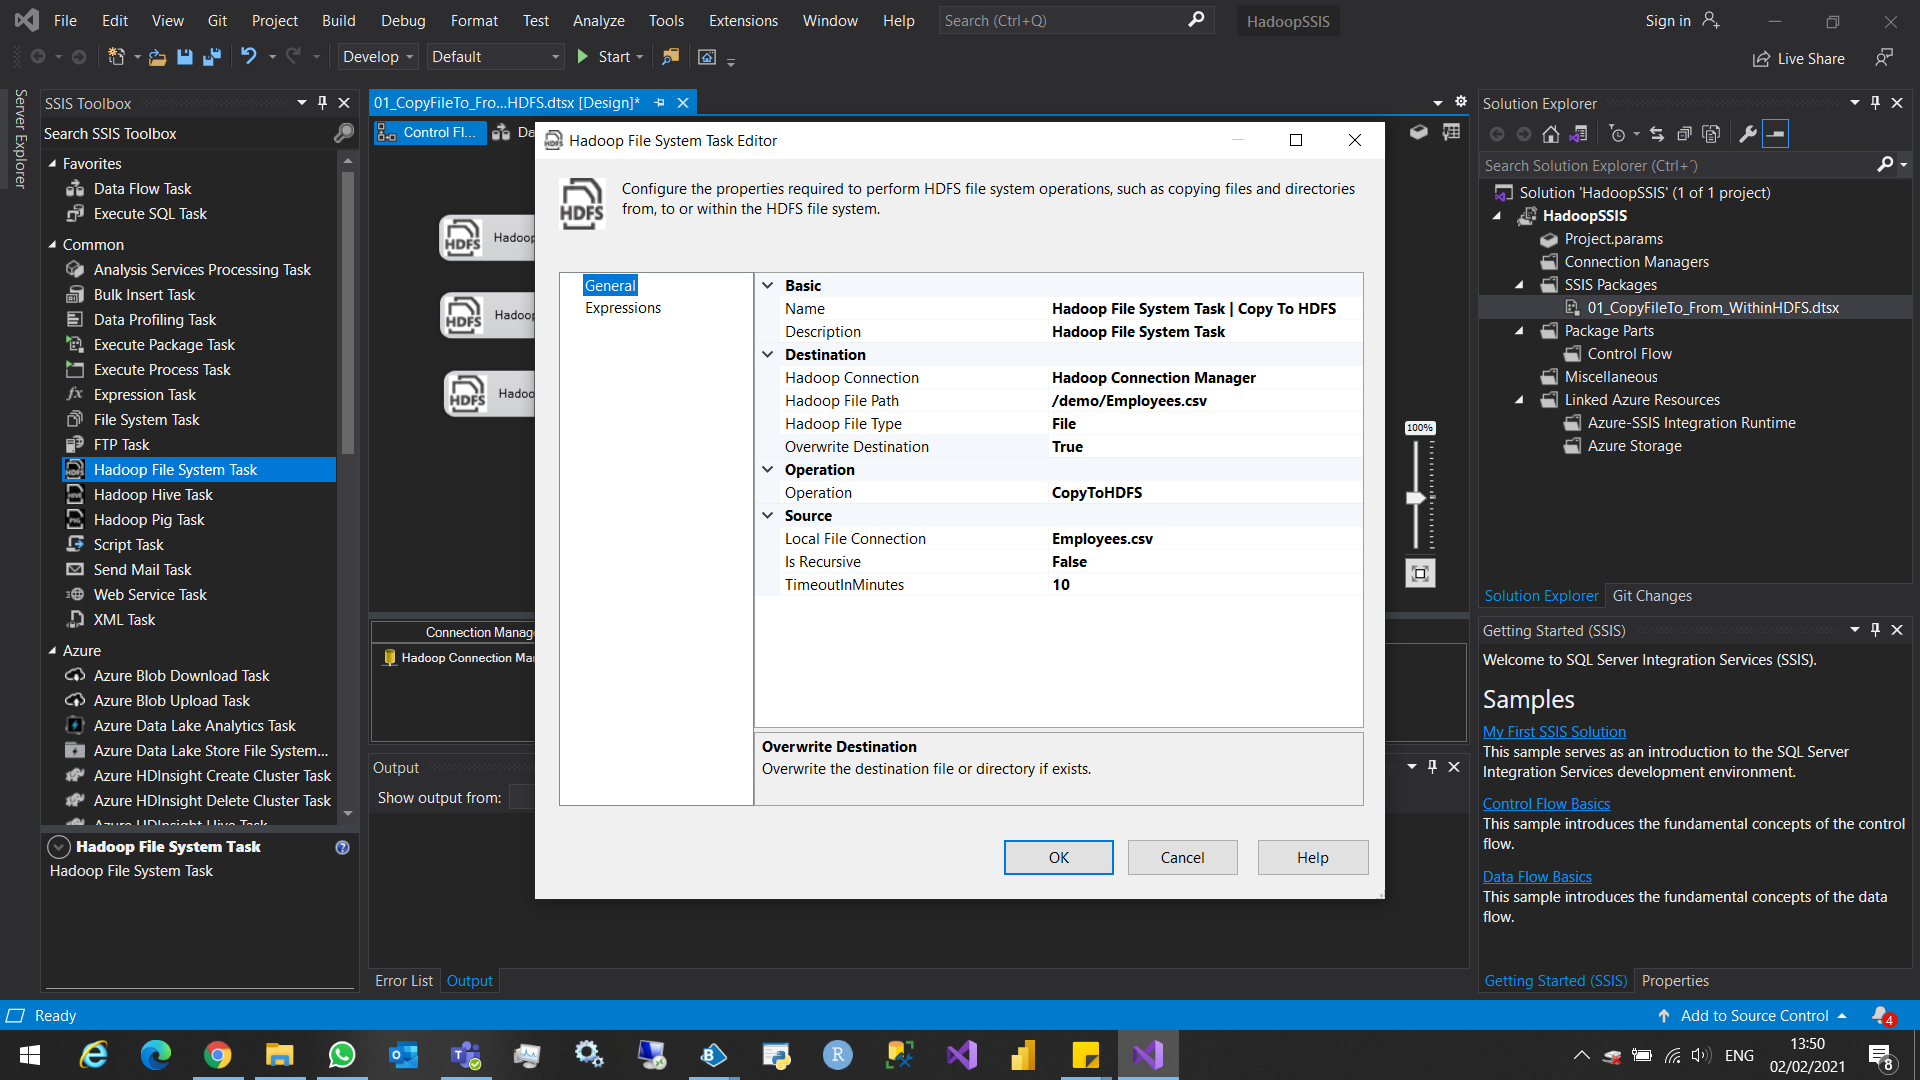 File Edit View Git Project Build Debug Format Test Analyze Tools Extensions Window Help Search (Ctrl+Q) HadoopSSIS Sign in
Develop Default Start Live Share
Server Explorer
SSIS Toolbox
Search SSIS Toolbox
Favorites
Data Flow Task
Execute SQL Task
Common
Analysis Services Processing Task
Bulk Insert Task
Data Profiling Task
Execute Package Task
Execute Process Task
Expression Task
File System Task
FTP Task
Hadoop File System Task
Hadoop Hive Task
Hadoop Pig Task
Script Task
Send Mail Task
Web Service Task
XML Task
Azure
Azure Blob Download Task
Azure Blob Upload Task
Azure Data Lake Analytics Task
Azure Data Lake Store File System...
Azure HDInsight Create Cluster Task
Azure HDInsight Delete Cluster Task
Azure HDInsight Hive Task
Hadoop File System Task
Hadoop File System Task
01_CopyFileTo_Fro...HDFS.dtsx [Design]*
Control Fl... Da
HDFS Hadoop
HDFS Hadoop
HDFS Hadoo
100%
Connection Manag
Hadoop Connection Ma
Output
Show output from:
Error List Output
Hadoop File System Task Editor
HDFS
Configure the properties required to perform HDFS file system operations, such as copying files and directories
from, to or within the HDFS file system.
General
Expressions
Basic
Name Hadoop File System Task | Copy To HDFS
Description Hadoop File System Task
Destination
Hadoop Connection Hadoop Connection Manager
Hadoop File Path /demo/Employees.csv
Hadoop File Type File
Overwrite Destination True
Operation
Operation CopyToHDFS
Source
Local File Connection Employees.csv
Is Recursive False
TimeoutInMinutes 10
Overwrite Destination
Overwrite the destination file or directory if exists.
OK Cancel Help
Solution Explorer
Search Solution Explorer (Ctrl+¨)
Solution 'HadoopSSIS' (1 of 1 project)
HadoopSSIS
Project.params
Connection Managers
SSIS Packages
01_CopyFileTo_From_WithinHDFS.dtsx
Package Parts
Control Flow
Miscellaneous
Linked Azure Resources
Azure-SSIS Integration Runtime
Azure Storage
Solution Explorer Git Changes
Getting Started (SSIS)
Welcome to SQL Server Integration Services (SSIS).
Samples
My First SSIS Solution
This sample serves as an introduction to the SQL Server
Integration Services development environment.
Control Flow Basics
This sample introduces the fundamental concepts of the control
flow.
Data Flow Basics
This sample introduces the fundamental concepts of the data
flow.
Getting Started (SSIS) Properties
Ready Add to Source Control 4
ENG 13:50
02/02/2021 8